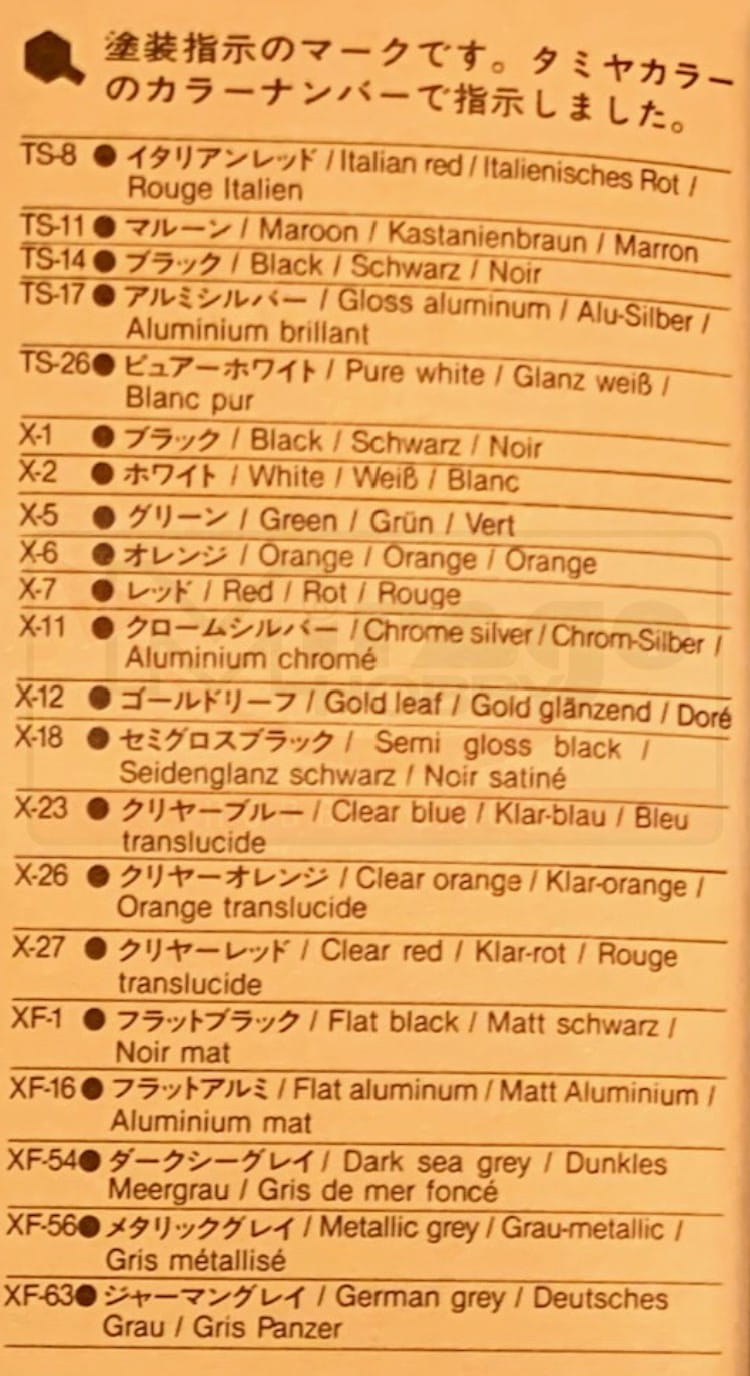 塗装指示のマークです。タミヤカラー
のカラーナンバーで指示しました。
TS-8 ● イタリアンレッド / Italian red / Italienisches Rot /
Rouge Italien
TS-11 ● マルーン / Maroon / Kastanienbraun / Marron
TS-14 ● ブラック / Black / Schwarz / Noir
TS-17 ● アルミシルバー / Gloss aluminum / Alu-Silber /
Aluminium brillant
TS-26 ● ピュアーホワイト / Pure white / Glanz weiß /
Blanc pur
X-1 ● ブラック / Black / Schwarz / Noir
X-2 ● ホワイト / White / Weiß / Blanc
X-5 ● グリーン / Green / Grün / Vert
X-6 ● オレンジ / Orange / Orange / Orange
X-7 ● レッド / Red / Rot / Rouge
X-11 ● クロームシルバー / Chrome silver / Chrom-Silber /
Aluminium chromé
X-12 ● ゴールドリーフ / Gold leaf / Gold glänzend / Doré
X-18 ● セミグロスブラック / Semi gloss black /
Seidenglanz schwarz / Noir satiné
X-23 ● クリヤーブルー / Clear blue / Klar-blau / Bleu
translucide
X-26 ● クリヤーオレンジ / Clear orange / Klar-orange /
Orange translucide
X-27 ● クリヤーレッド / Clear red / Klar-rot / Rouge
translucide
XF-1 ● フラットブラック / Flat black / Matt schwarz /
Noir mat
XF-16 ● フラットアルミ / Flat aluminum / Matt Aluminium /
Aluminium mat
XF-54 ● ダークシーグレイ / Dark sea grey / Dunkles
Meergrau / Gris de mer foncé
XF-56 ● メタリックグレイ / Metallic grey / Grau-metallic /
Gris métallisé
XF-63 ● ジャーマングレイ / German grey / Deutsches
Grau / Gris Panzer